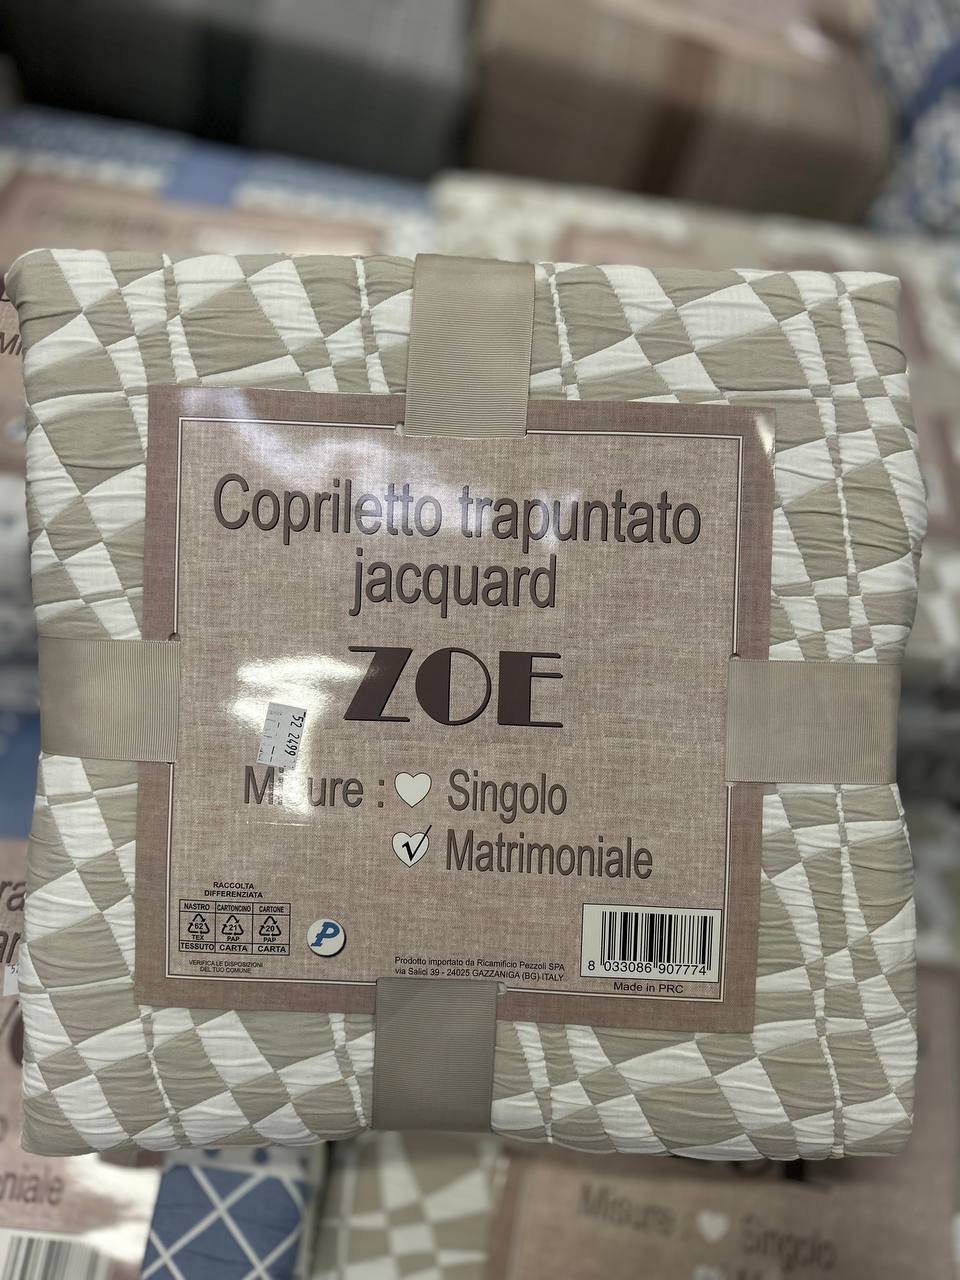 Copriletto trapuntato
jacquard
ZOE
52 2499
Misure : Singolo
√ Matrimoniale
RACCOLTA
DIFFERENZIATA
NASTRO CARTONCINO CARTONE
62 21 20
TEX PAP PAP
TESSUTO CARTA CARTA
VERIFICA LE DISPOSIZIONI
DEL TUO COMUNE
P
Prodotto importato da Ricamificio Pezzoli SPA
via Salici 39 - 24025 GAZZANIGA (BG) ITALY
8 033086 907774
Made in PRC
niale
Misure : Singolo